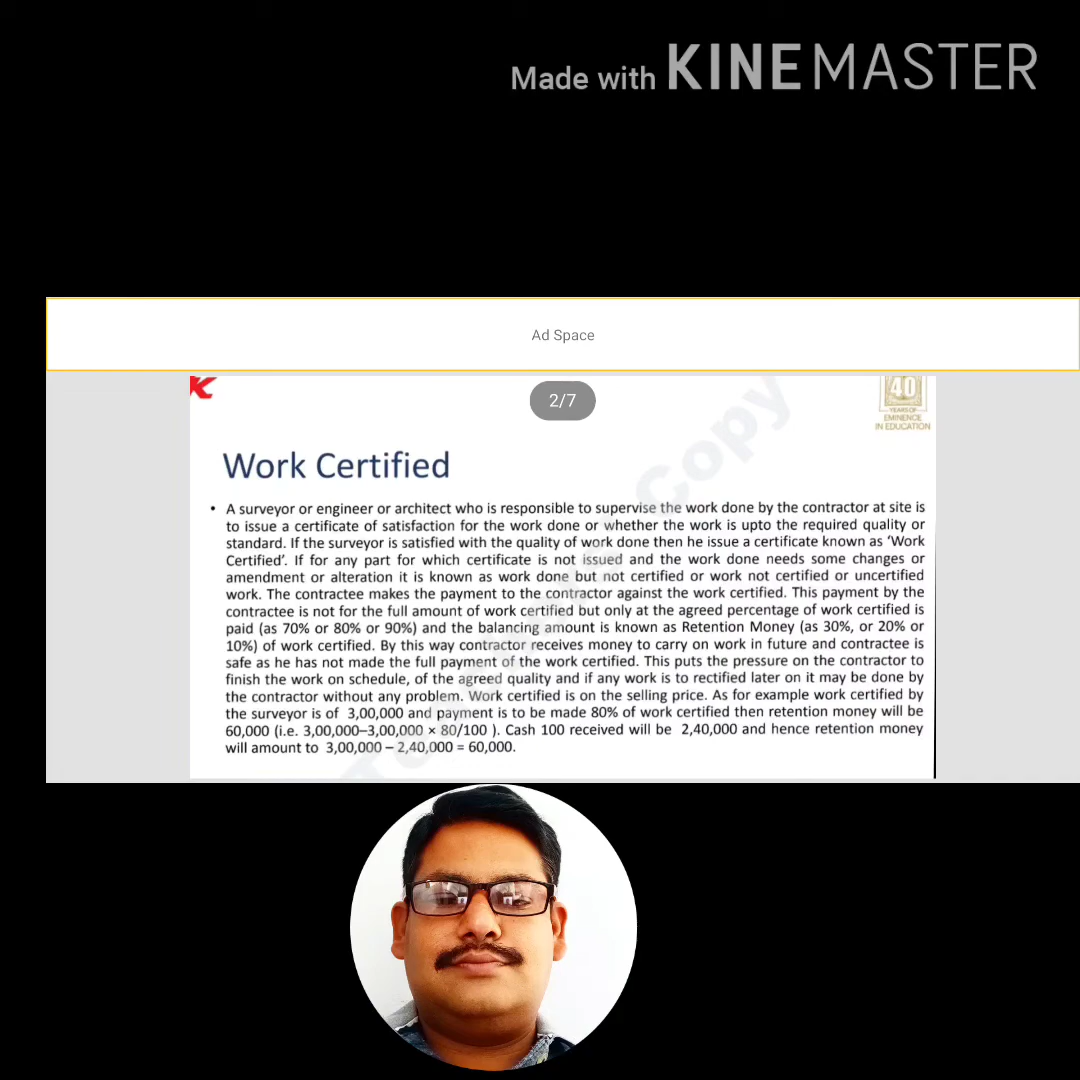 Made with KINEMASTER
Ad Space
2/7
40
YEARS OF
EMINENCE
IN EDUCATION
Work Certified
• A surveyor or engineer or architect who is responsible to supervise the work done by the contractor at site is
to issue a certificate of satisfaction for the work done or whether the work is upto the required quality or
standard. If the surveyor is satisfied with the quality of work done then he issue a certificate known as ‘Work
Certified’. If for any part for which certificate is not issued and the work done needs some changes or
amendment or alteration it is known as work done but not certified or work not certified or uncertified
work. The contractee makes the payment to the contractor against the work certified. This payment by the
contractee is not for the full amount of work certified but only at the agreed percentage of work certified is
paid (as 70% or 80% or 90%) and the balancing amount is known as Retention Money (as 30%, or 20% or
10%) of work certified. By this way contractor receives money to carry on work in future and contractee is
safe as he has not made the full payment of the work certified. This puts the pressure on the contractor to
finish the work on schedule, of the agreed quality and if any work is to rectified later on it may be done by
the contractor without any problem. Work certified is on the selling price. As for example work certified by
the surveyor is of 3,00,000 and payment is to be made 80% of work certified then retention money will be
60,000 (i.e. 3,00,000–3,00,000 × 80/100 ). Cash 100 received will be 2,40,000 and hence retention money
will amount to 3,00,000 – 2,40,000 = 60,000.
Copy